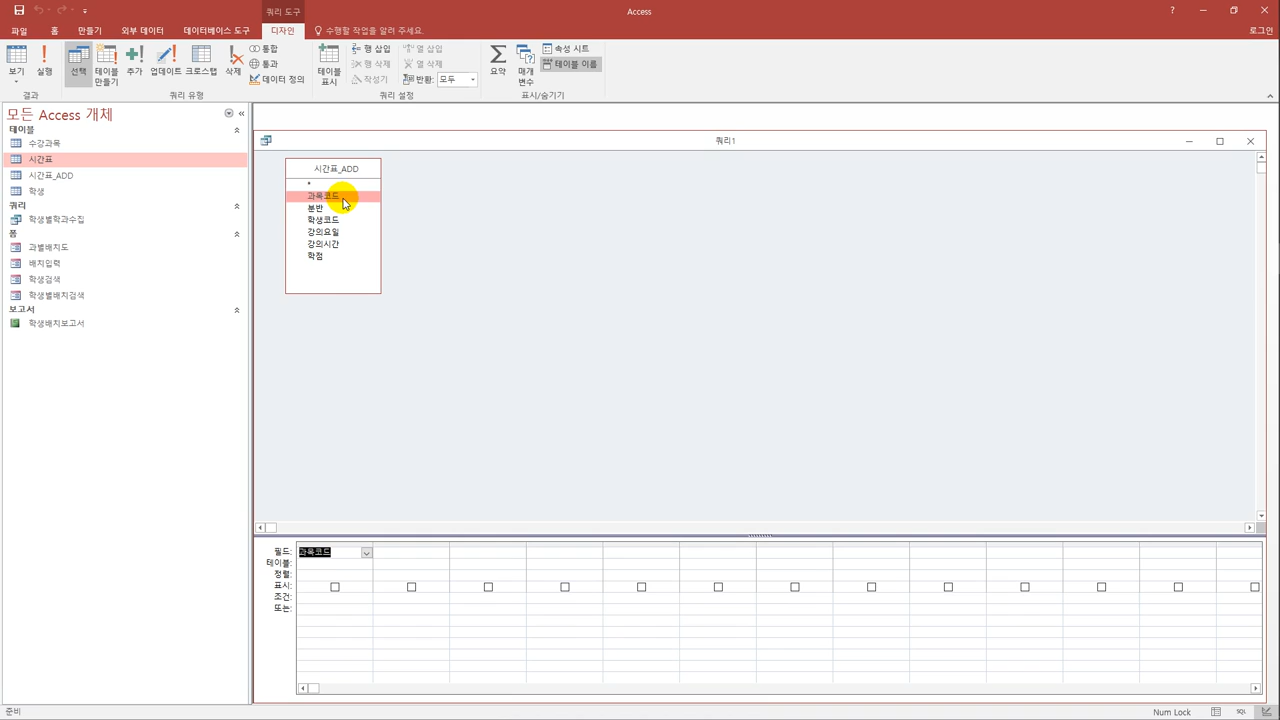 쿼리 도구
Access
?
로그인
파일 홈 만들기 외부 데이터 데이터베이스 도구 디자인 수행할 작업을 알려 주세요.
보기
실행
선택
테이블
만들기
추가
업데이트
크로스탭
삭제
통합
통과
데이터 정의
테이블
표시
행 삽입
행 삭제
작성기
열 삽입
열 삭제
반환: 모두
요약
매개
변수
속성 시트
테이블 이름
결과
쿼리 유형
쿼리 설정
표시/숨기기
모든 Access 개체
테이블
수강과목
시간표
시간표_ADD
학생
쿼리
학생별학과수집
폼
과별배치도
배치입력
학생검색
학생별배치검색
보고서
학생배치보고서
쿼리1
시간표_ADD
*
과목코드
분반
학생코드
강의요일
강의시간
학점
필드: 과목코드
테이블:
정렬:
표시:
조건:
또는:
준비
Num Lock
SQL